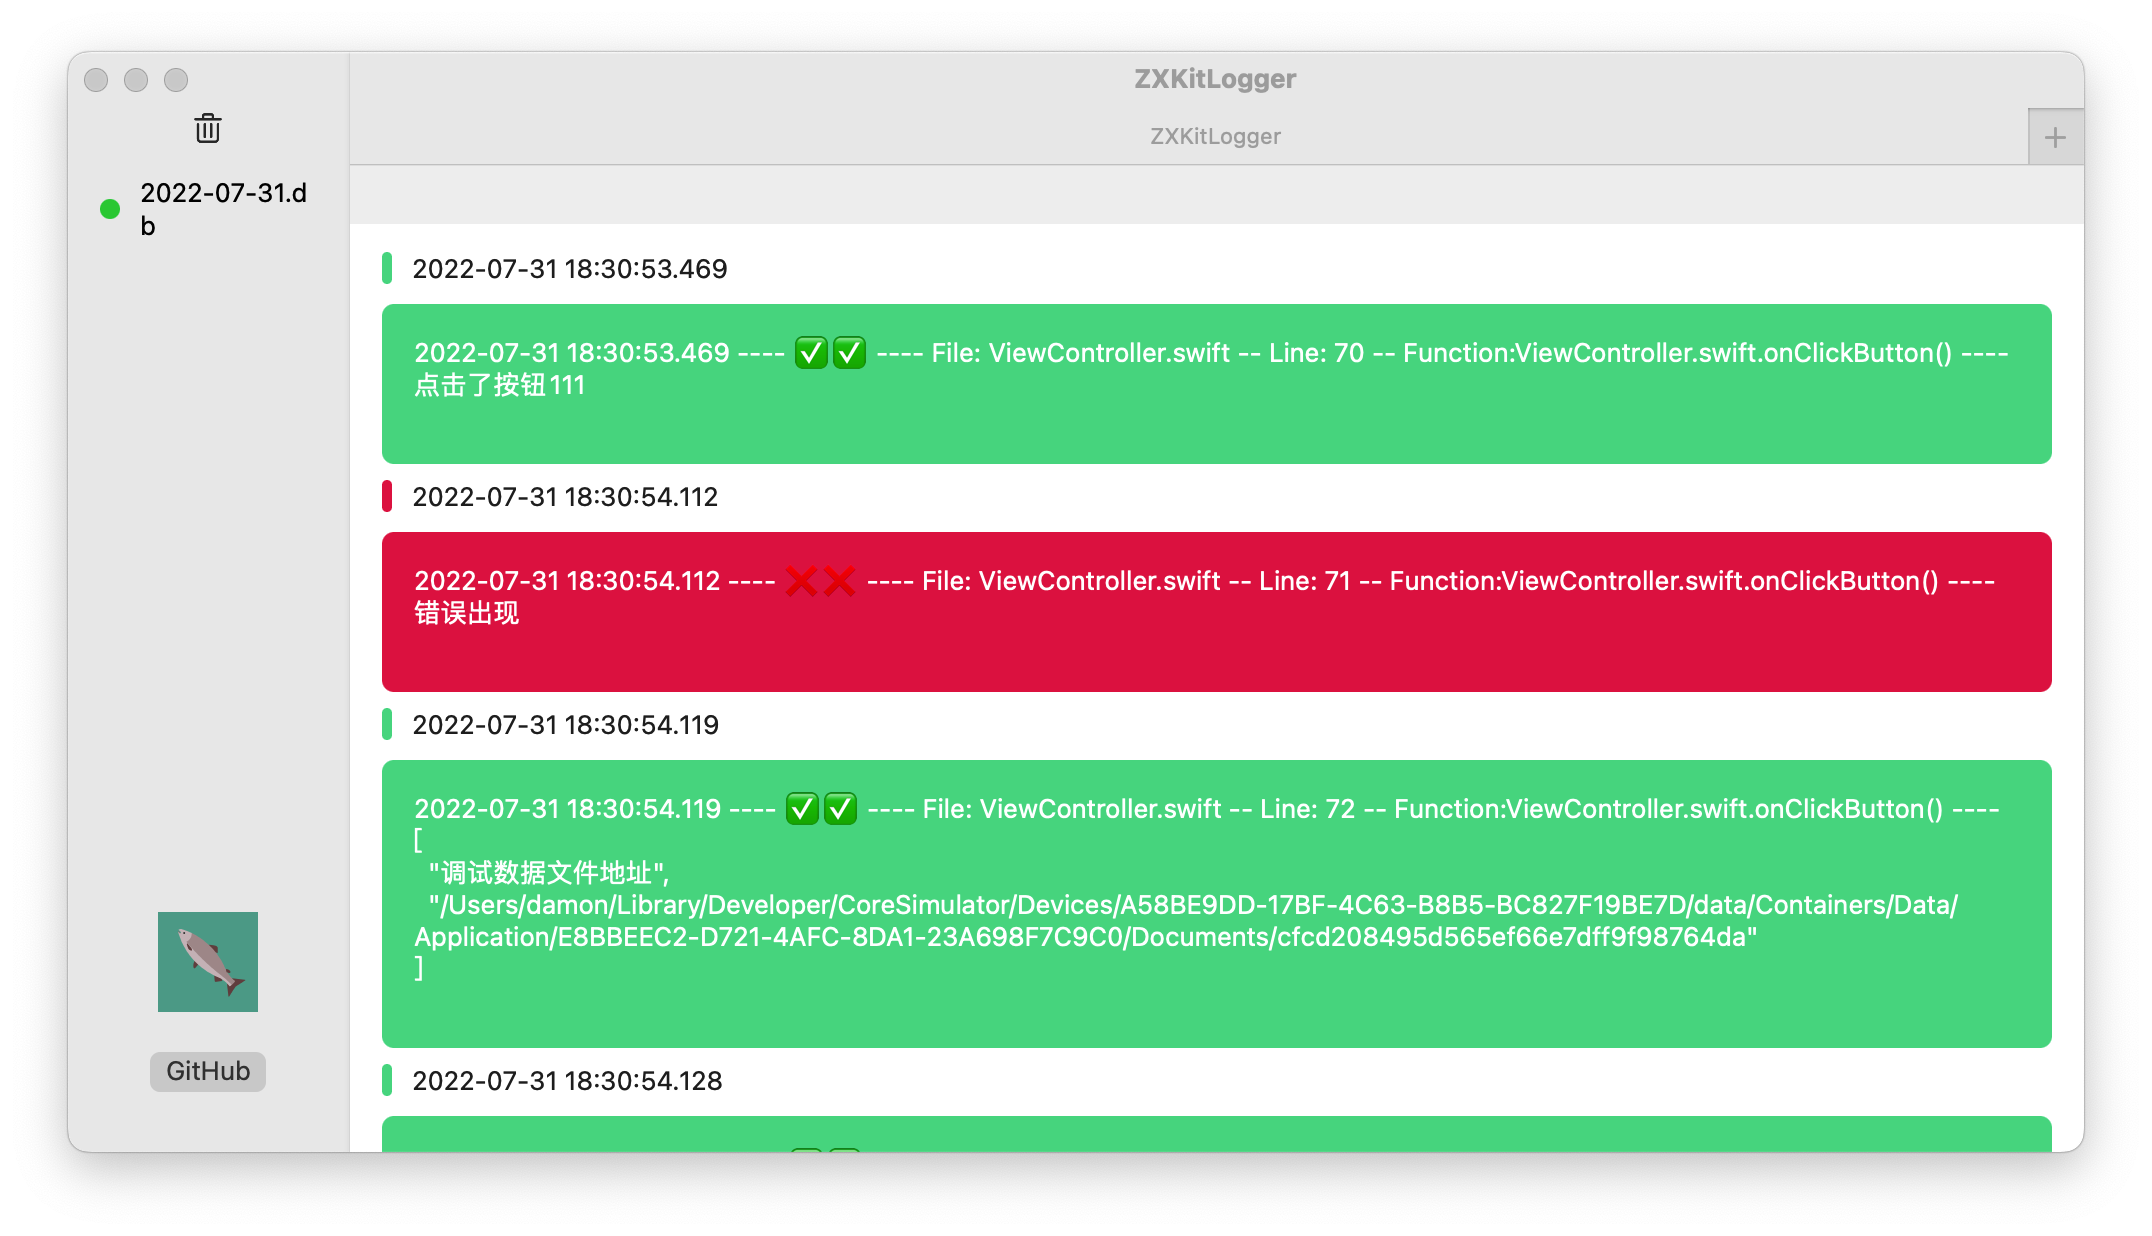 ZXKitLogger
ZXKitLogger
2022-07-31.d
b
GitHub
2022-07-31 18:30:53.469
2022-07-31 18:30:53.469 ---- ✅✅ ---- File: ViewController.swift -- Line: 70 -- Function:ViewController.swift.onClickButton() ----
点击了按钮111
2022-07-31 18:30:54.112
2022-07-31 18:30:54.112 ---- ❌❌ ---- File: ViewController.swift -- Line: 71 -- Function:ViewController.swift.onClickButton() ----
错误出现
2022-07-31 18:30:54.119
2022-07-31 18:30:54.119 ---- ✅✅ ---- File: ViewController.swift -- Line: 72 -- Function:ViewController.swift.onClickButton() ----
[
"调试数据文件地址",
"/Users/damon/Library/Developer/CoreSimulator/Devices/A58BE9DD-17BF-4C63-B8B5-BC827F19BE7D/data/Containers/Data/
Application/E8BBEEC2-D721-4AFC-8DA1-23A698F7C9C0/Documents/cfcd208495d565ef66e7dff9f98764da"
]
2022-07-31 18:30:54.128